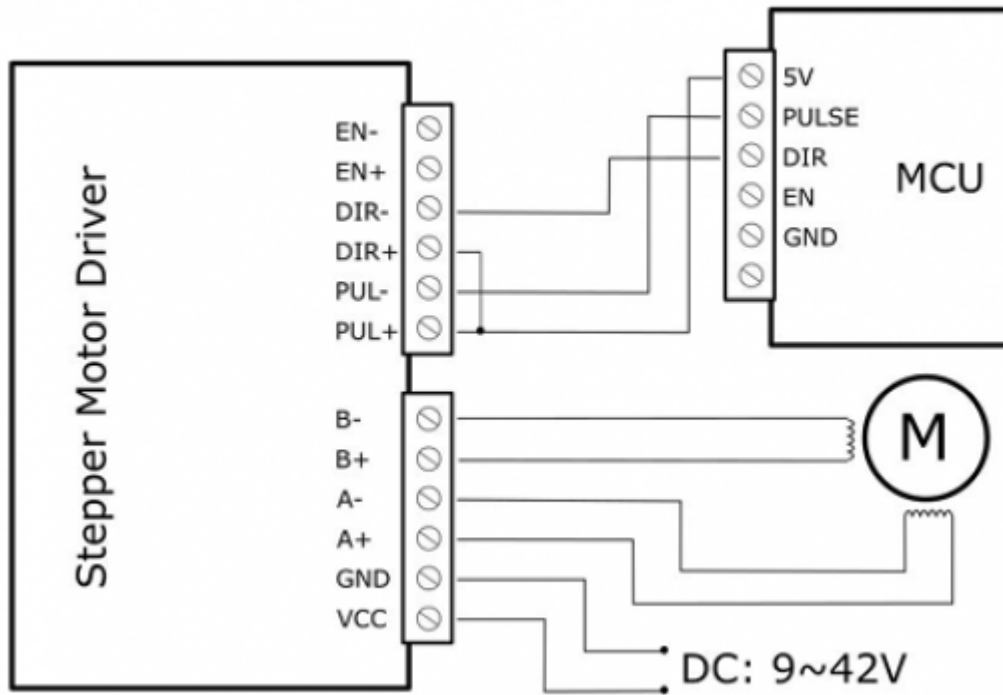 Stepper Motor Driver
EN-
EN+
DIR-
DIR+
PUL-
PUL+
B-
B+
A-
A+
GND
VCC
5V
PULSE
DIR
EN
GND
MCU
M
DC: 9~42V